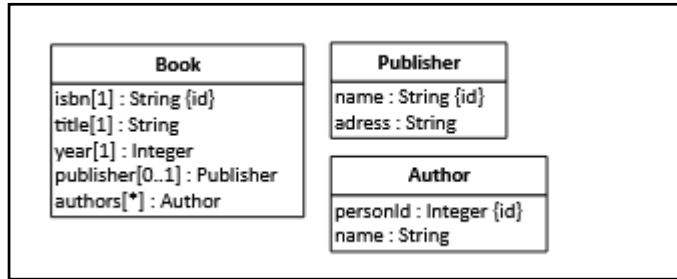 Book
isbn[1] : String {id}
title[1] : String
year[1] : Integer
publisher[0..1] : Publisher
authors[*] : Author
Publisher
name : String {id}
adress : String
Author
personId : Integer {id}
name : String